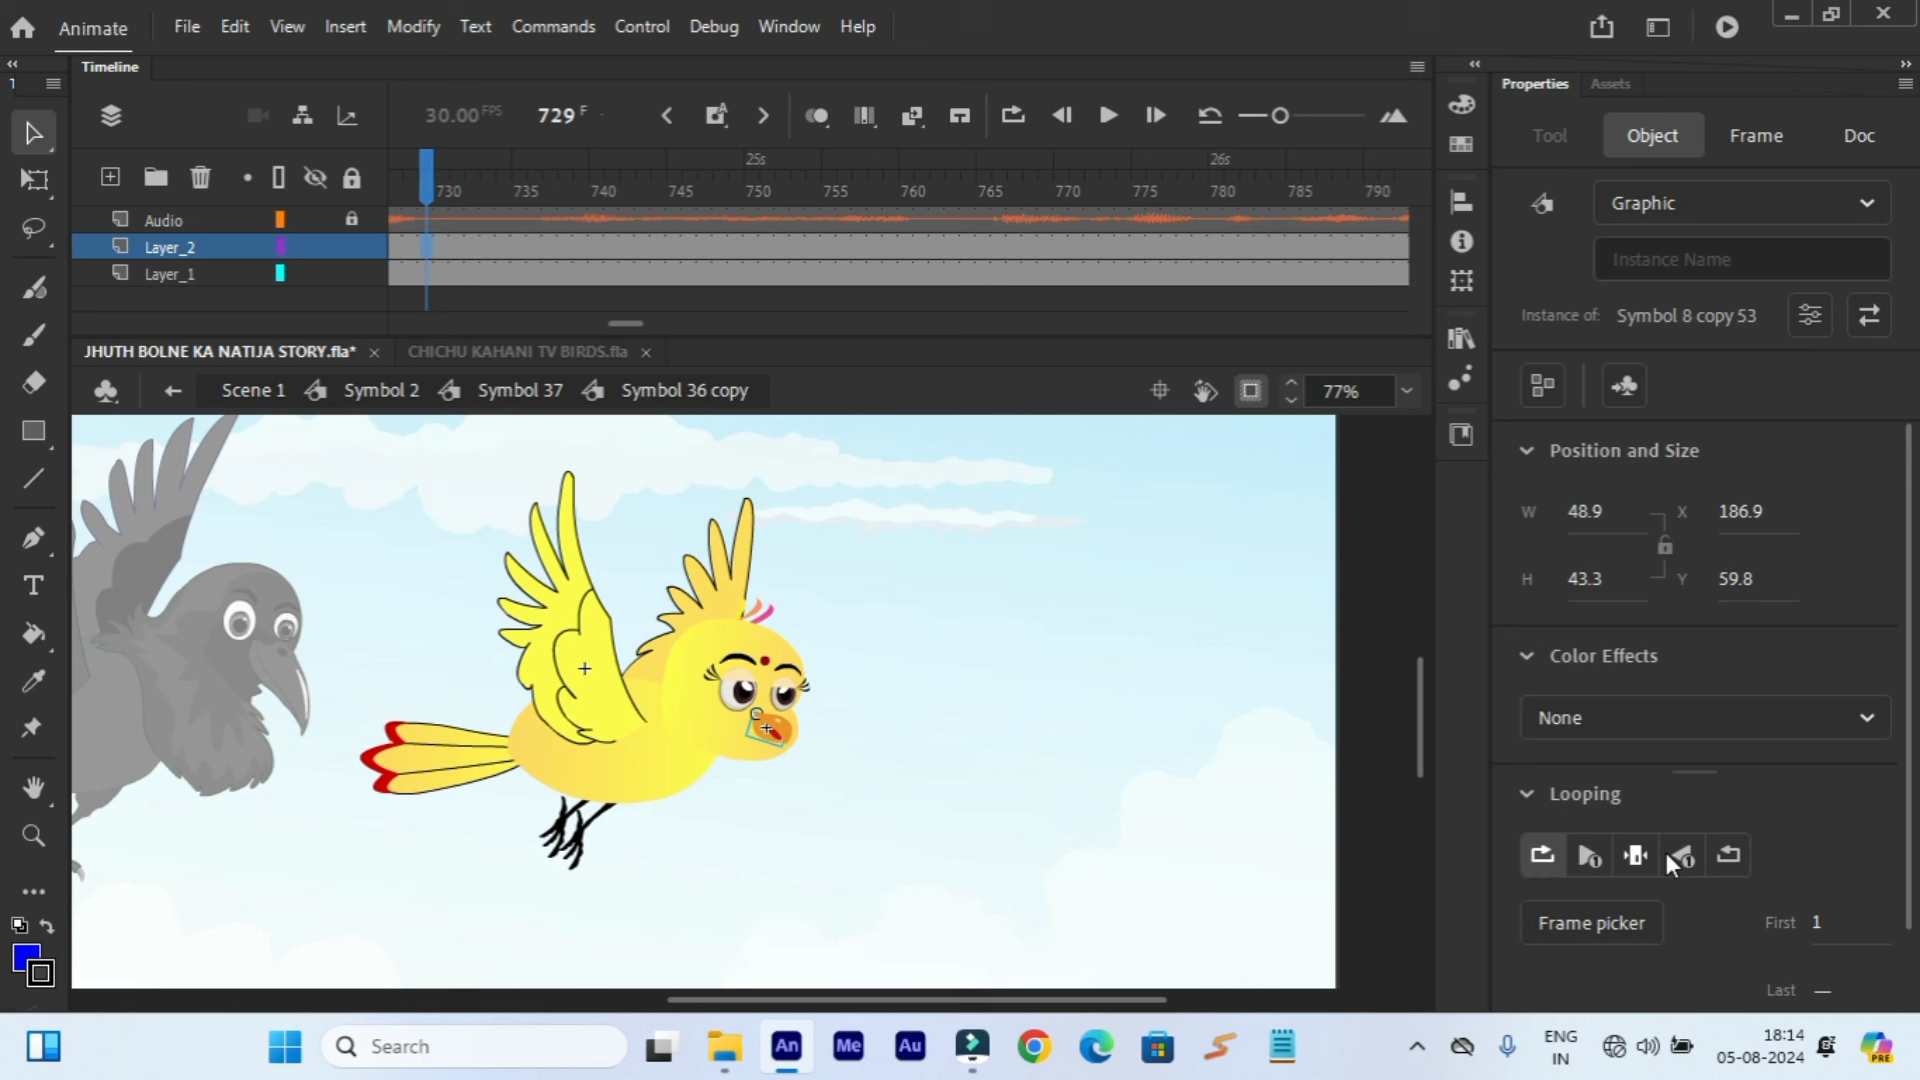 Animate File Edit View Insert Modify Text Commands Control Debug Window Help
Timeline
Properties Assets
1
30.00 FPS 729 F
Tool Object Frame Doc
25s 26s
730 735 740 745 750 755 760 765 770 775 780 785 790
Audio
Layer_2
Layer_1
Graphic
Instance Name
Instance of: Symbol 8 copy 53
JHUTH BOLNE KA NATIJA STORY.fla* CHICHU KAHANI TV BIRDS.fla
Scene 1 Symbol 2 Symbol 37 Symbol 36 copy 77%
Position and Size
W 48.9 X 186.9
H 43.3 Y 59.8
Color Effects
None
Looping
Frame picker First 1
Last —
Search
An Me Au
ENG
IN
18:14
05-08-2024
PRE